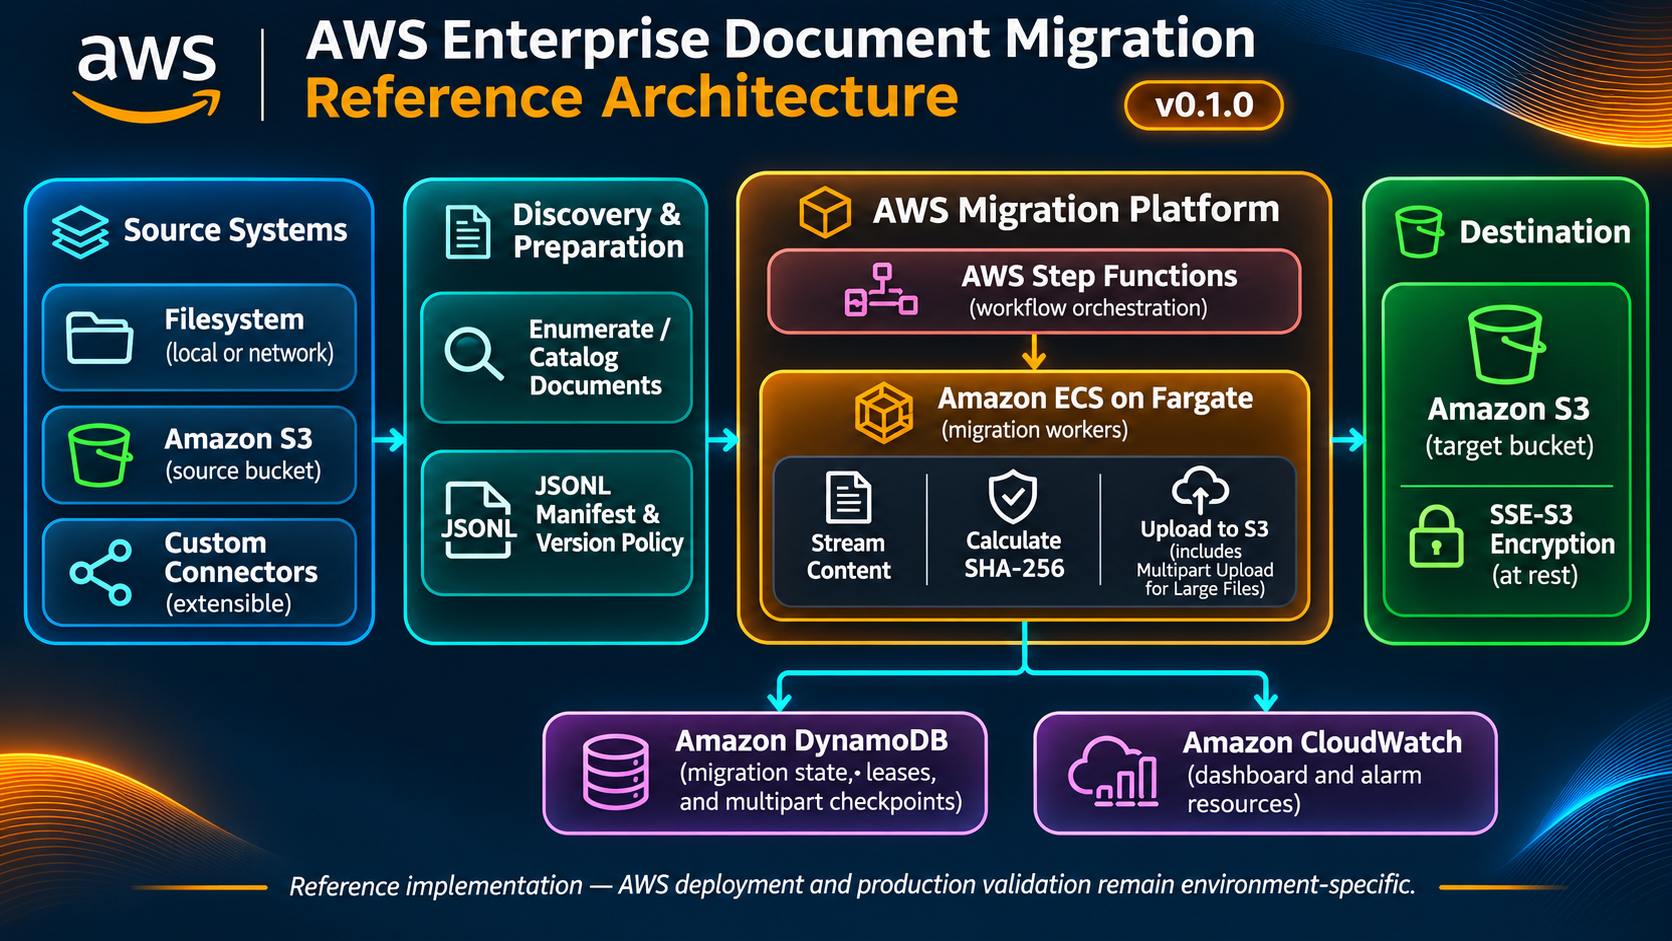 aws
AWS Enterprise Document Migration
Reference Architecture
v0.1.0
Source Systems
Filesystem
(local or network)
Amazon S3
(source bucket)
Custom
Connectors
(extensible)
Discovery &
Preparation
Enumerate /
Catalog
Documents
JSONL
JSONL
Manifest &
Version Policy
AWS Migration Platform
AWS Step Functions
(workflow orchestration)
Amazon ECS on Fargate
(migration workers)
Stream
Content
Calculate
SHA-256
Upload to S3
(includes
Multipart Upload
for Large Files)
Destination
Amazon S3
(target bucket)
SSE-S3
Encryption
(at rest)
Amazon DynamoDB
(migration state,• leases,
and multipart checkpoints)
Amazon CloudWatch
(dashboard and alarm
resources)
Reference implementation — AWS deployment and production validation remain environment-specific.